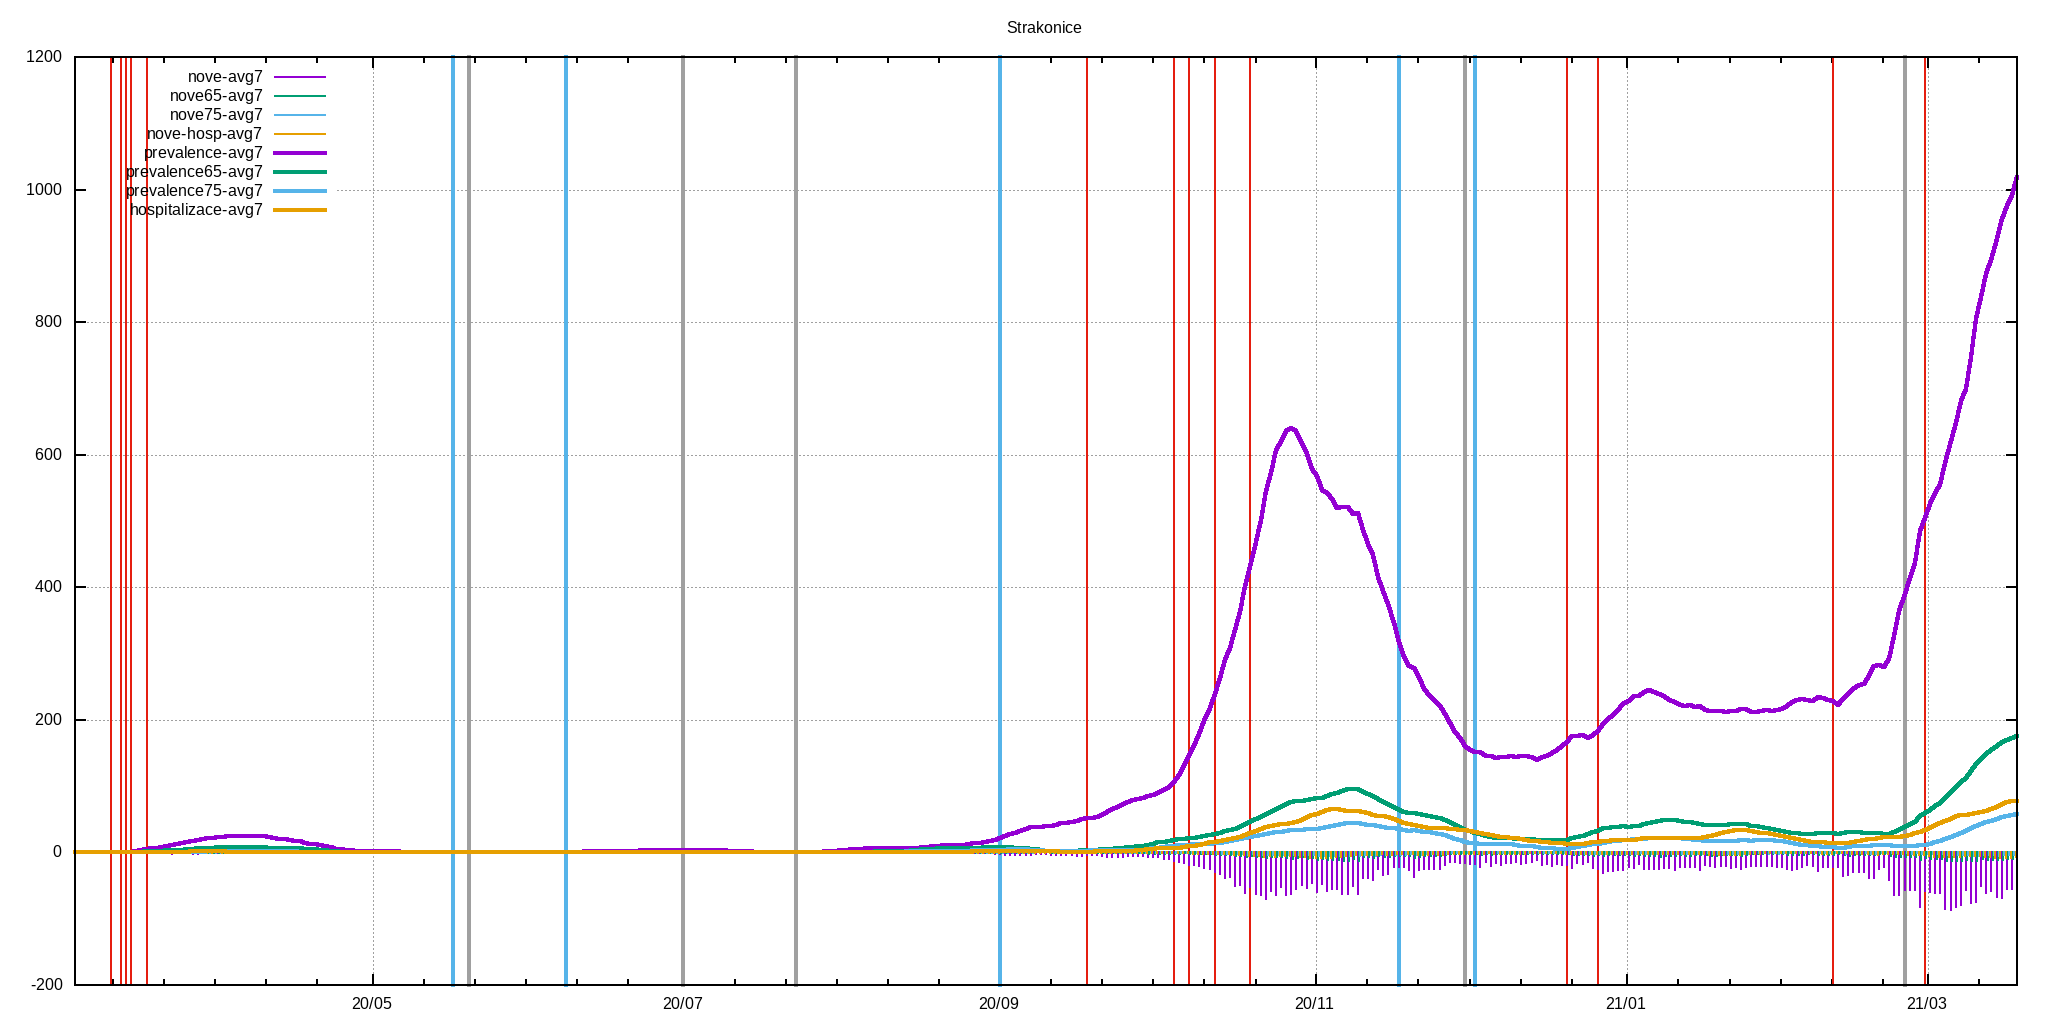 Strakonice
1200
1000
800
600
400
200
0
-200
nove-avg7
nove65-avg7
nove75-avg7
nove-hosp-avg7
prevalence-avg7
prevalence65-avg7
prevalence75-avg7
hospitalizace-avg7
20/05 20/07 20/09 20/11 21/01 21/03